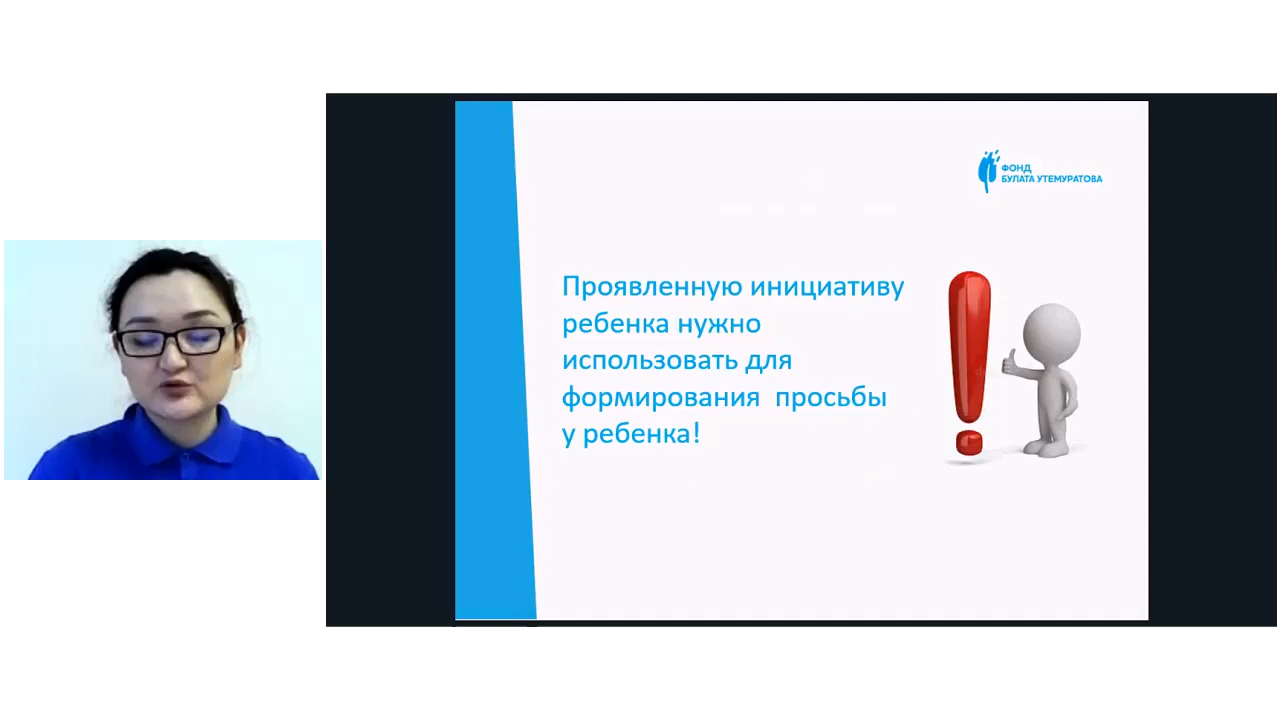 ФОНД
БУЛАТА УТЕМУРАТОВА
Проявленную инициативу
ребенка нужно
использовать для
формирования просьбы
у ребенка!